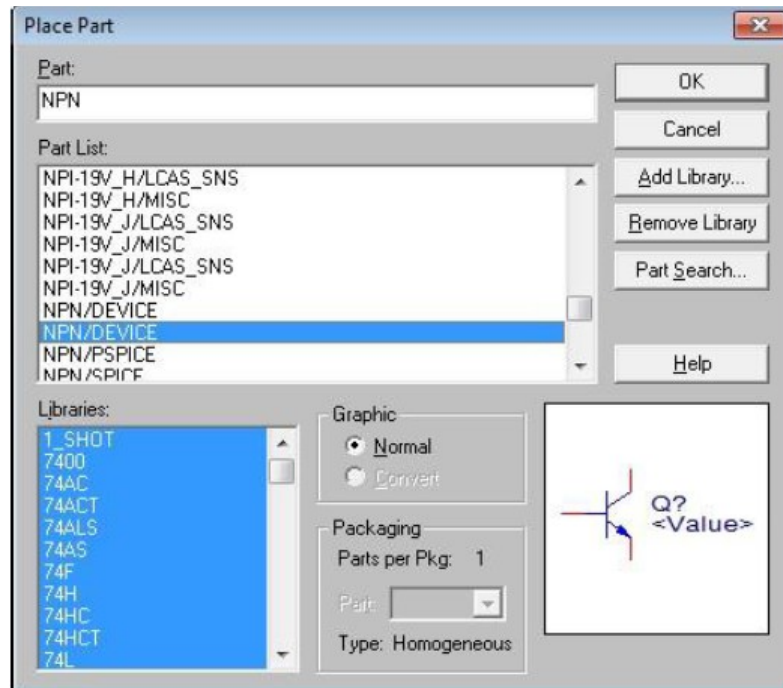 Place Part
Part:
NPN
OK
Cancel
Part List:
NPI-19V_H/LCAS_SNS
NPI-19V_H/MISC
NPI-19V_J/LCAS_SNS
NPI-19V_J/MISC
NPI-19V_J/LCAS_SNS
NPI-19V_J/MISC
NPN/DEVICE
NPN/DEVICE
NPN/PSPICE
NPN/SPICE
Add Library...
Remove Library
Part Search...
Help
Libraries:
1_SHOT
7400
74AC
74ACT
74ALS
74AS
74F
74H
74HC
74HCT
74L
Graphic
Normal
Convert
Packaging
Parts per Pkg: 1
Part:
Type: Homogeneous
Q?
<Value>